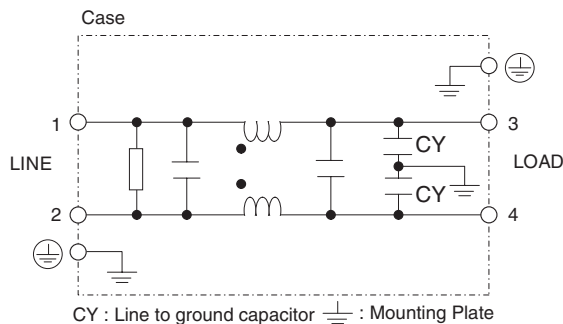 Case
1
3
CY
LINE
LOAD
CY
2
4
CY : Line to ground capacitor : Mounting Plate